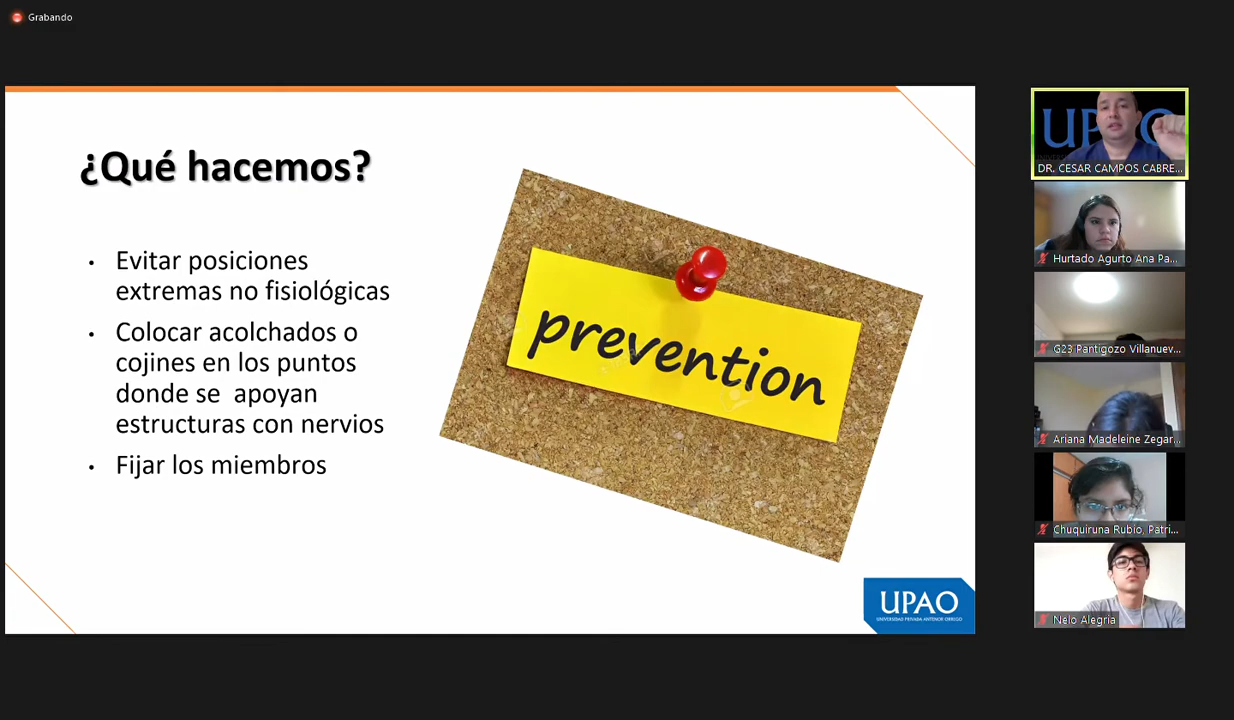 Grabando
¿Qué hacemos?
• Evitar posiciones
extremas no fisiológicas
• Colocar acolchados o
cojines en los puntos
donde se apoyan
estructuras con nervios
• Fijar los miembros
prevention
UPAO
UNIVERSIDAD PRIVADA ANTENOR ORREGO
UPAO
DR. CESAR CAMPOS CABRE...
Hurtado Agurto Ana Pa...
G23 Pantigozo Villanuev...
Ariana Madeleine Zegar...
Chuquiruna Rubio, Patri...
Nelo Alegria